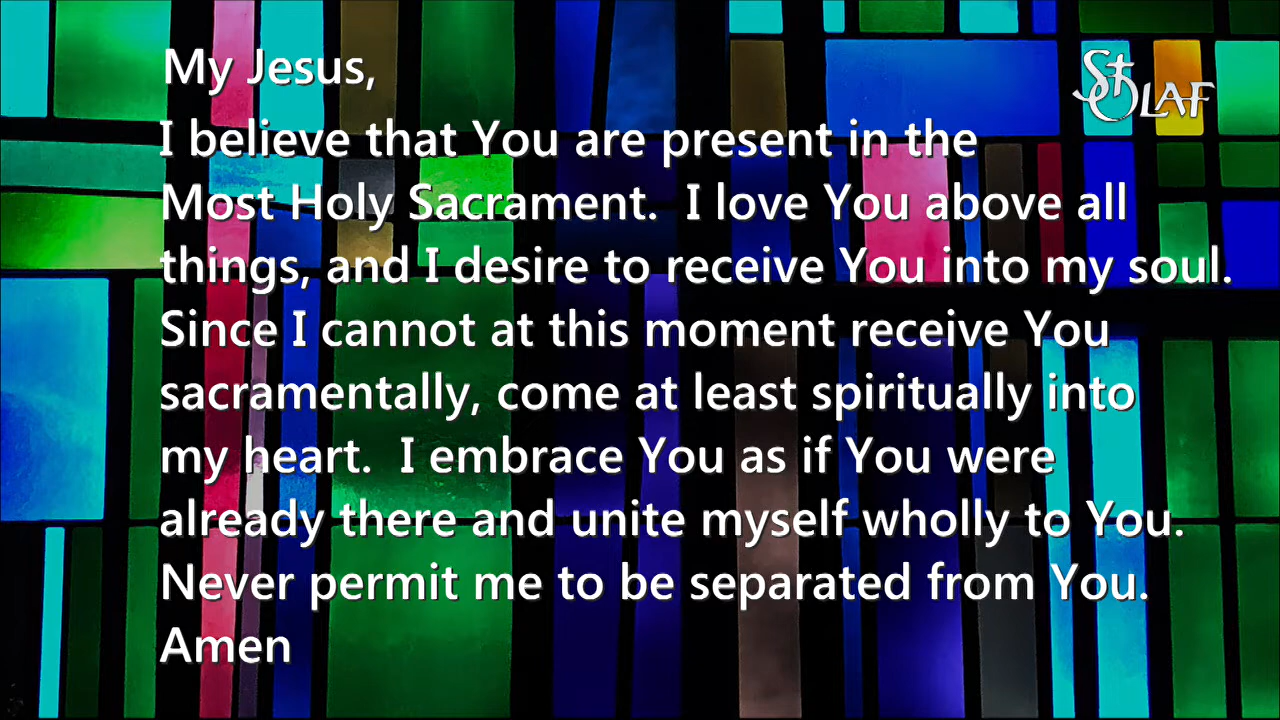 My Jesus,
St OLAF
I believe that You are present in the
Most Holy Sacrament.  I love You above all
things, and I desire to receive You into my soul.
Since I cannot at this moment receive You
sacramentally, come at least spiritually into
my heart.  I embrace You as if You were
already there and unite myself wholly to You.
Never permit me to be separated from You.
Amen